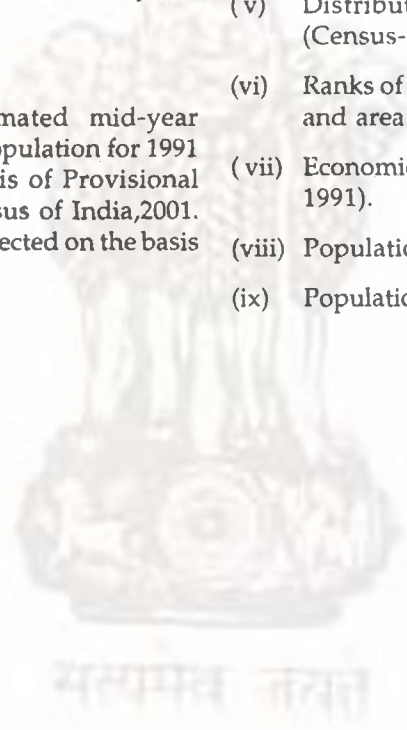 mated mid-year
opulation for 1991
is of Provisional
sus of India,2001.
ected on the basis
(v) Distribut
(Census-
(vi) Ranks of
and area
(vii) Economic
1991).
(viii) Populatio
(ix) Populatio
सत्यमेव जयते